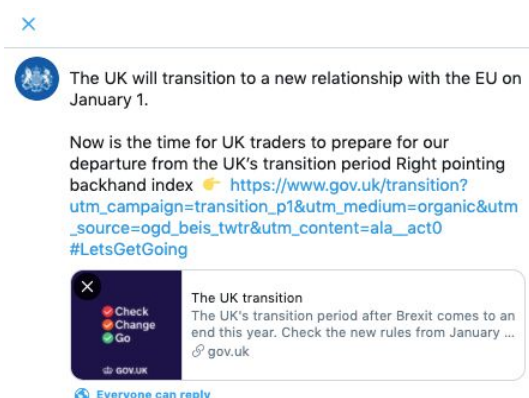 The UK will transition to a new relationship with the EU on
January 1.
Now is the time for UK traders to prepare for our
departure from the UK's transition period Right pointing
backhand index 👉 https://www.gov.uk/transition?
utm_campaign=transition_p1&utm_medium=organic&utm
_source=ogd_beis_twtr&utm_content=ala__act0
#LetsGetGoing
Check
Change
Go
GOV.UK
The UK transition
The UK's transition period after Brexit comes to an
end this year. Check the new rules from January ...
gov.uk
Everyone can reply